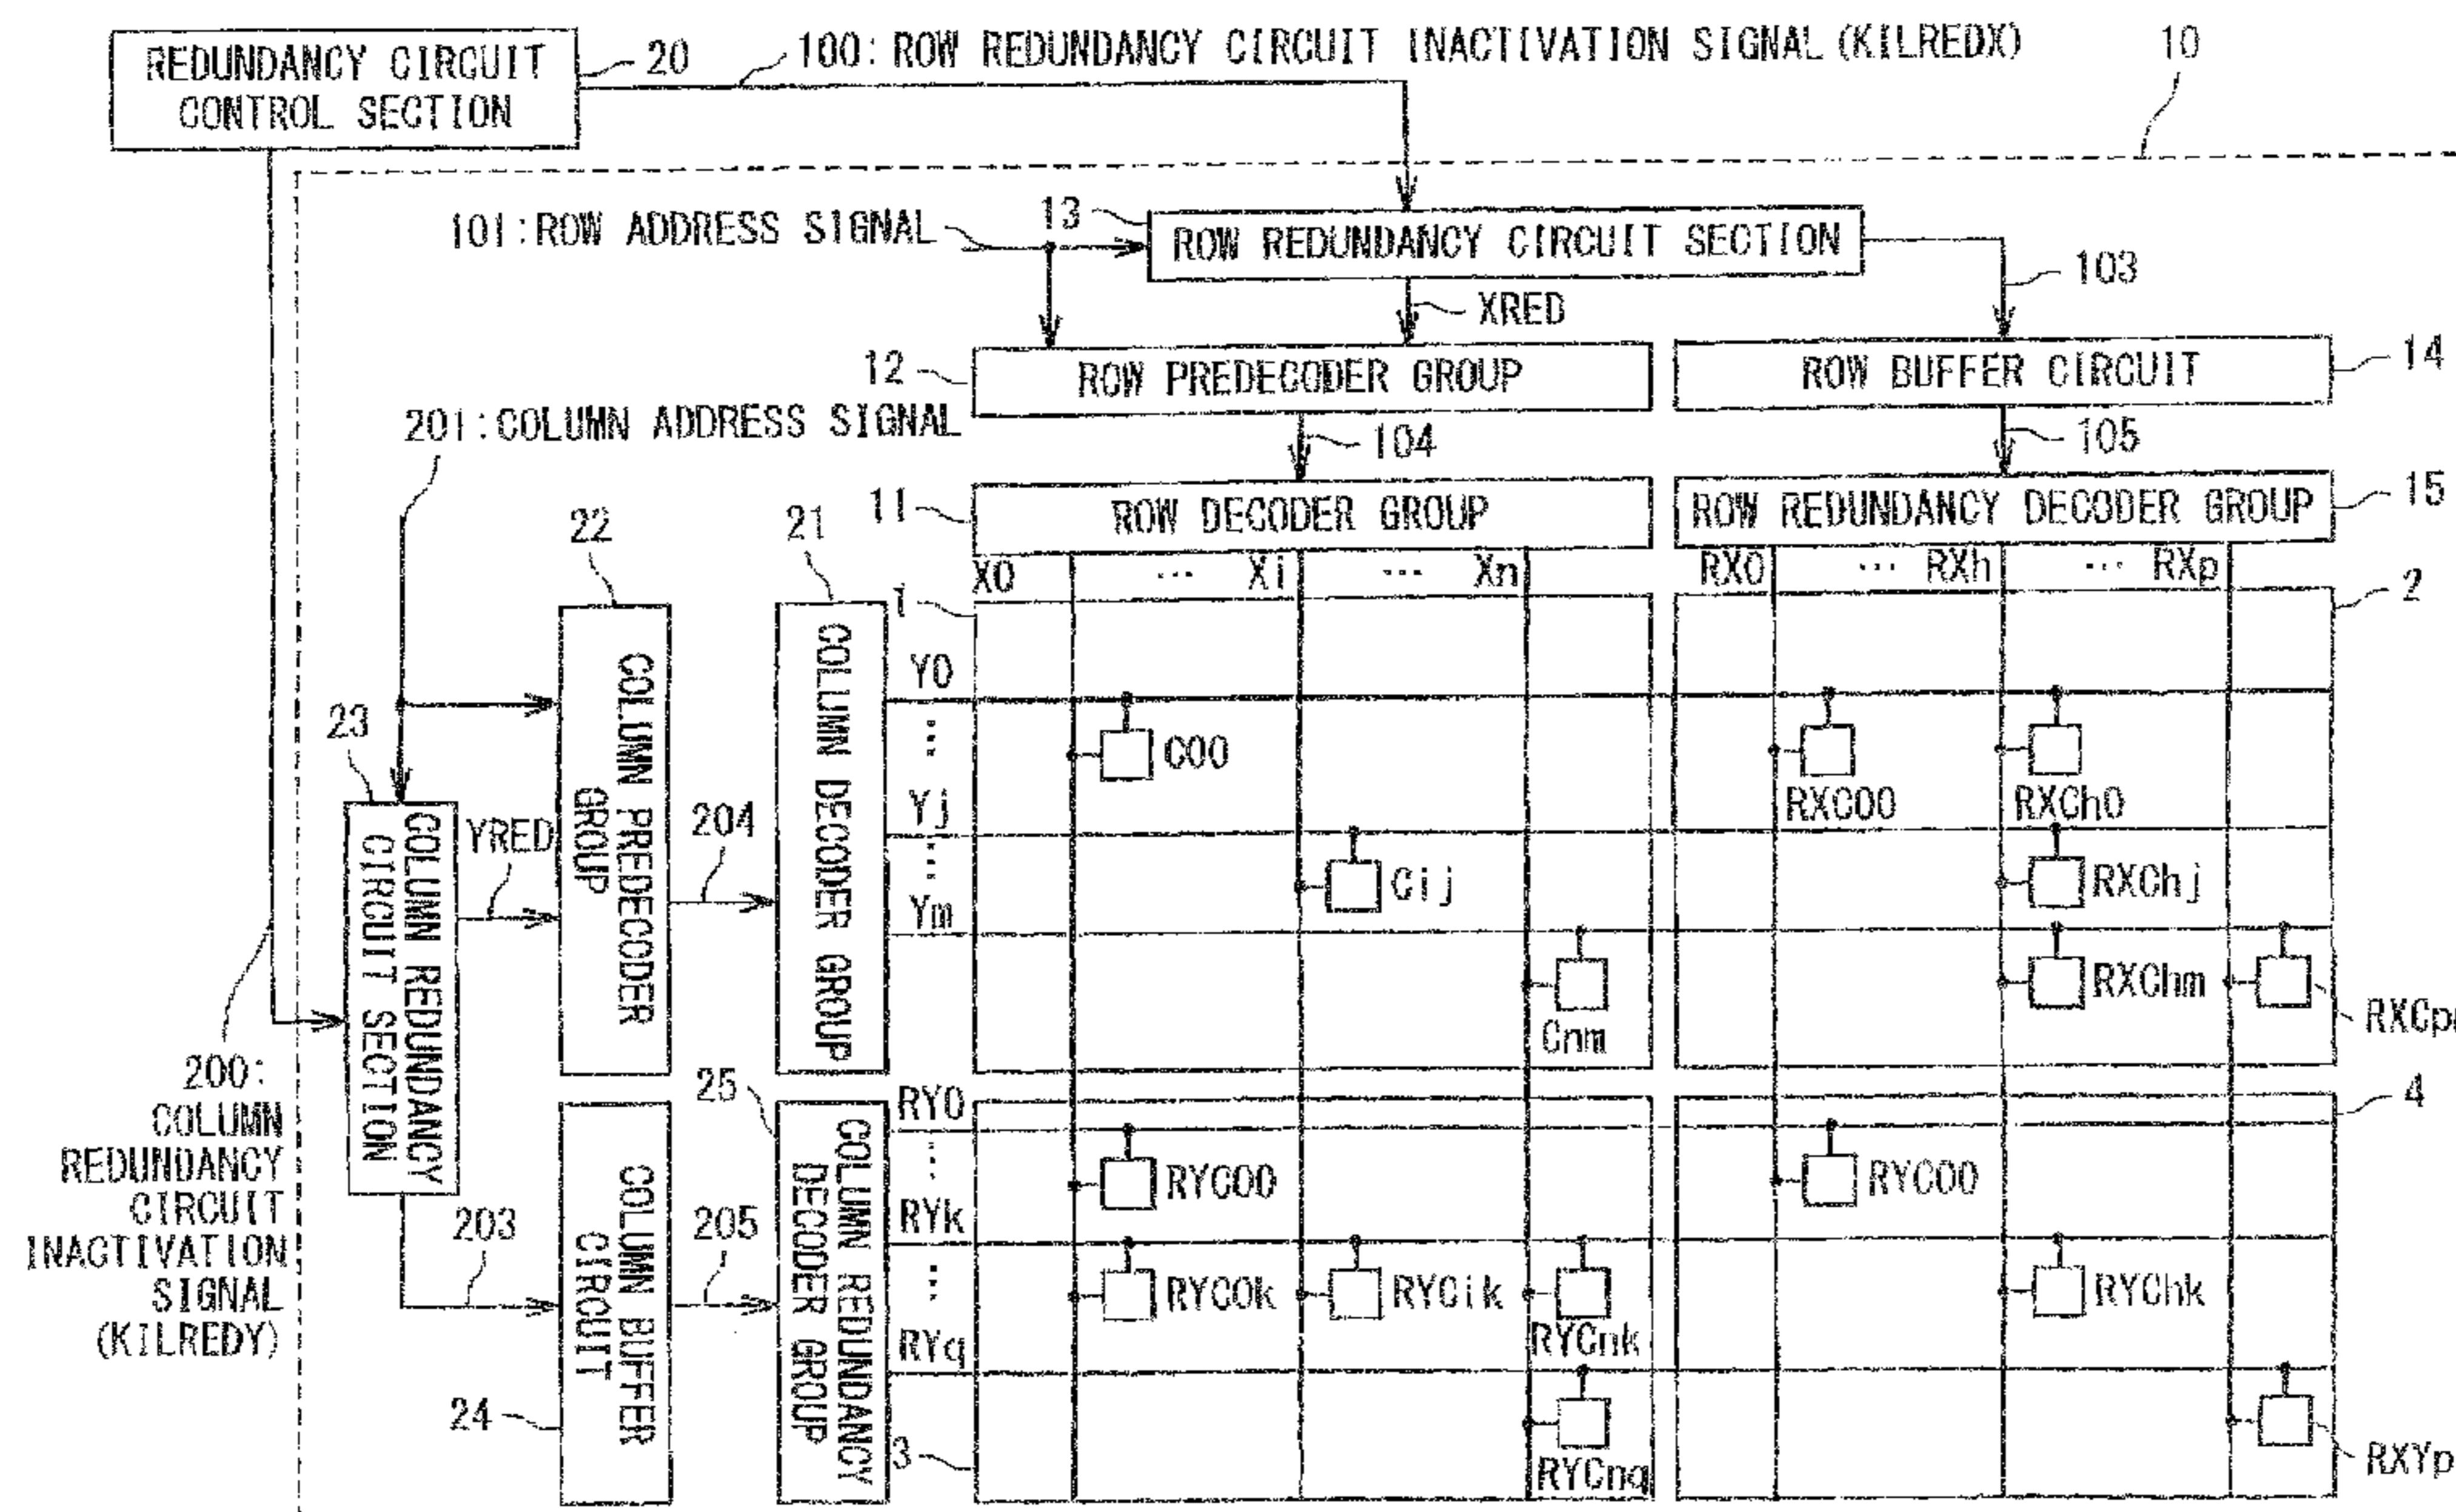 REDUNDANCY CIRCUIT
CONTROL SECTION
20
100:ROW REDUNDANCY CIRCUIT INACTIVATION SIGNAL (KILREDX)
10
101:ROW ADDRESS SIGNAL
13
ROW REDUNDANCY CIRCUIT SECTION
103
XRED
12
ROW PREDECODER GROUP
ROW BUFFER CIRCUIT
14
201:COLUMN ADDRESS SIGNAL
104
105
11
ROW DECODER GROUP
ROW REDUNDANCY DECODER GROUP
15
X0 ... Xi ... Xn
RX0 ... RXh ... RXp
22
21
1
2
COLUMN PREDECODER
GROUP
COLUMN DECODER GROUP
Y0
C00
RXC00
RXCh0
23
COLUMN REDUNDANCY
CIRCUIT SECTION
YRED
204
Yj
Cij
RXChj
Ym
Cnm
RXChm
200:
COLUMN
REDUNDANCY
CIRCUIT
INACTIVATION
SIGNAL
(KILREDY)
25
RY0
4
COLUMN BUFFER
CIRCUIT
COLUMN REDUNDANCY
DECODER GROUP
RYC00
RYC00
203
205
RYk
RYC0k
RYCik
RYCnk
RYChk
RYq
24
3
RYCnq
RXYp